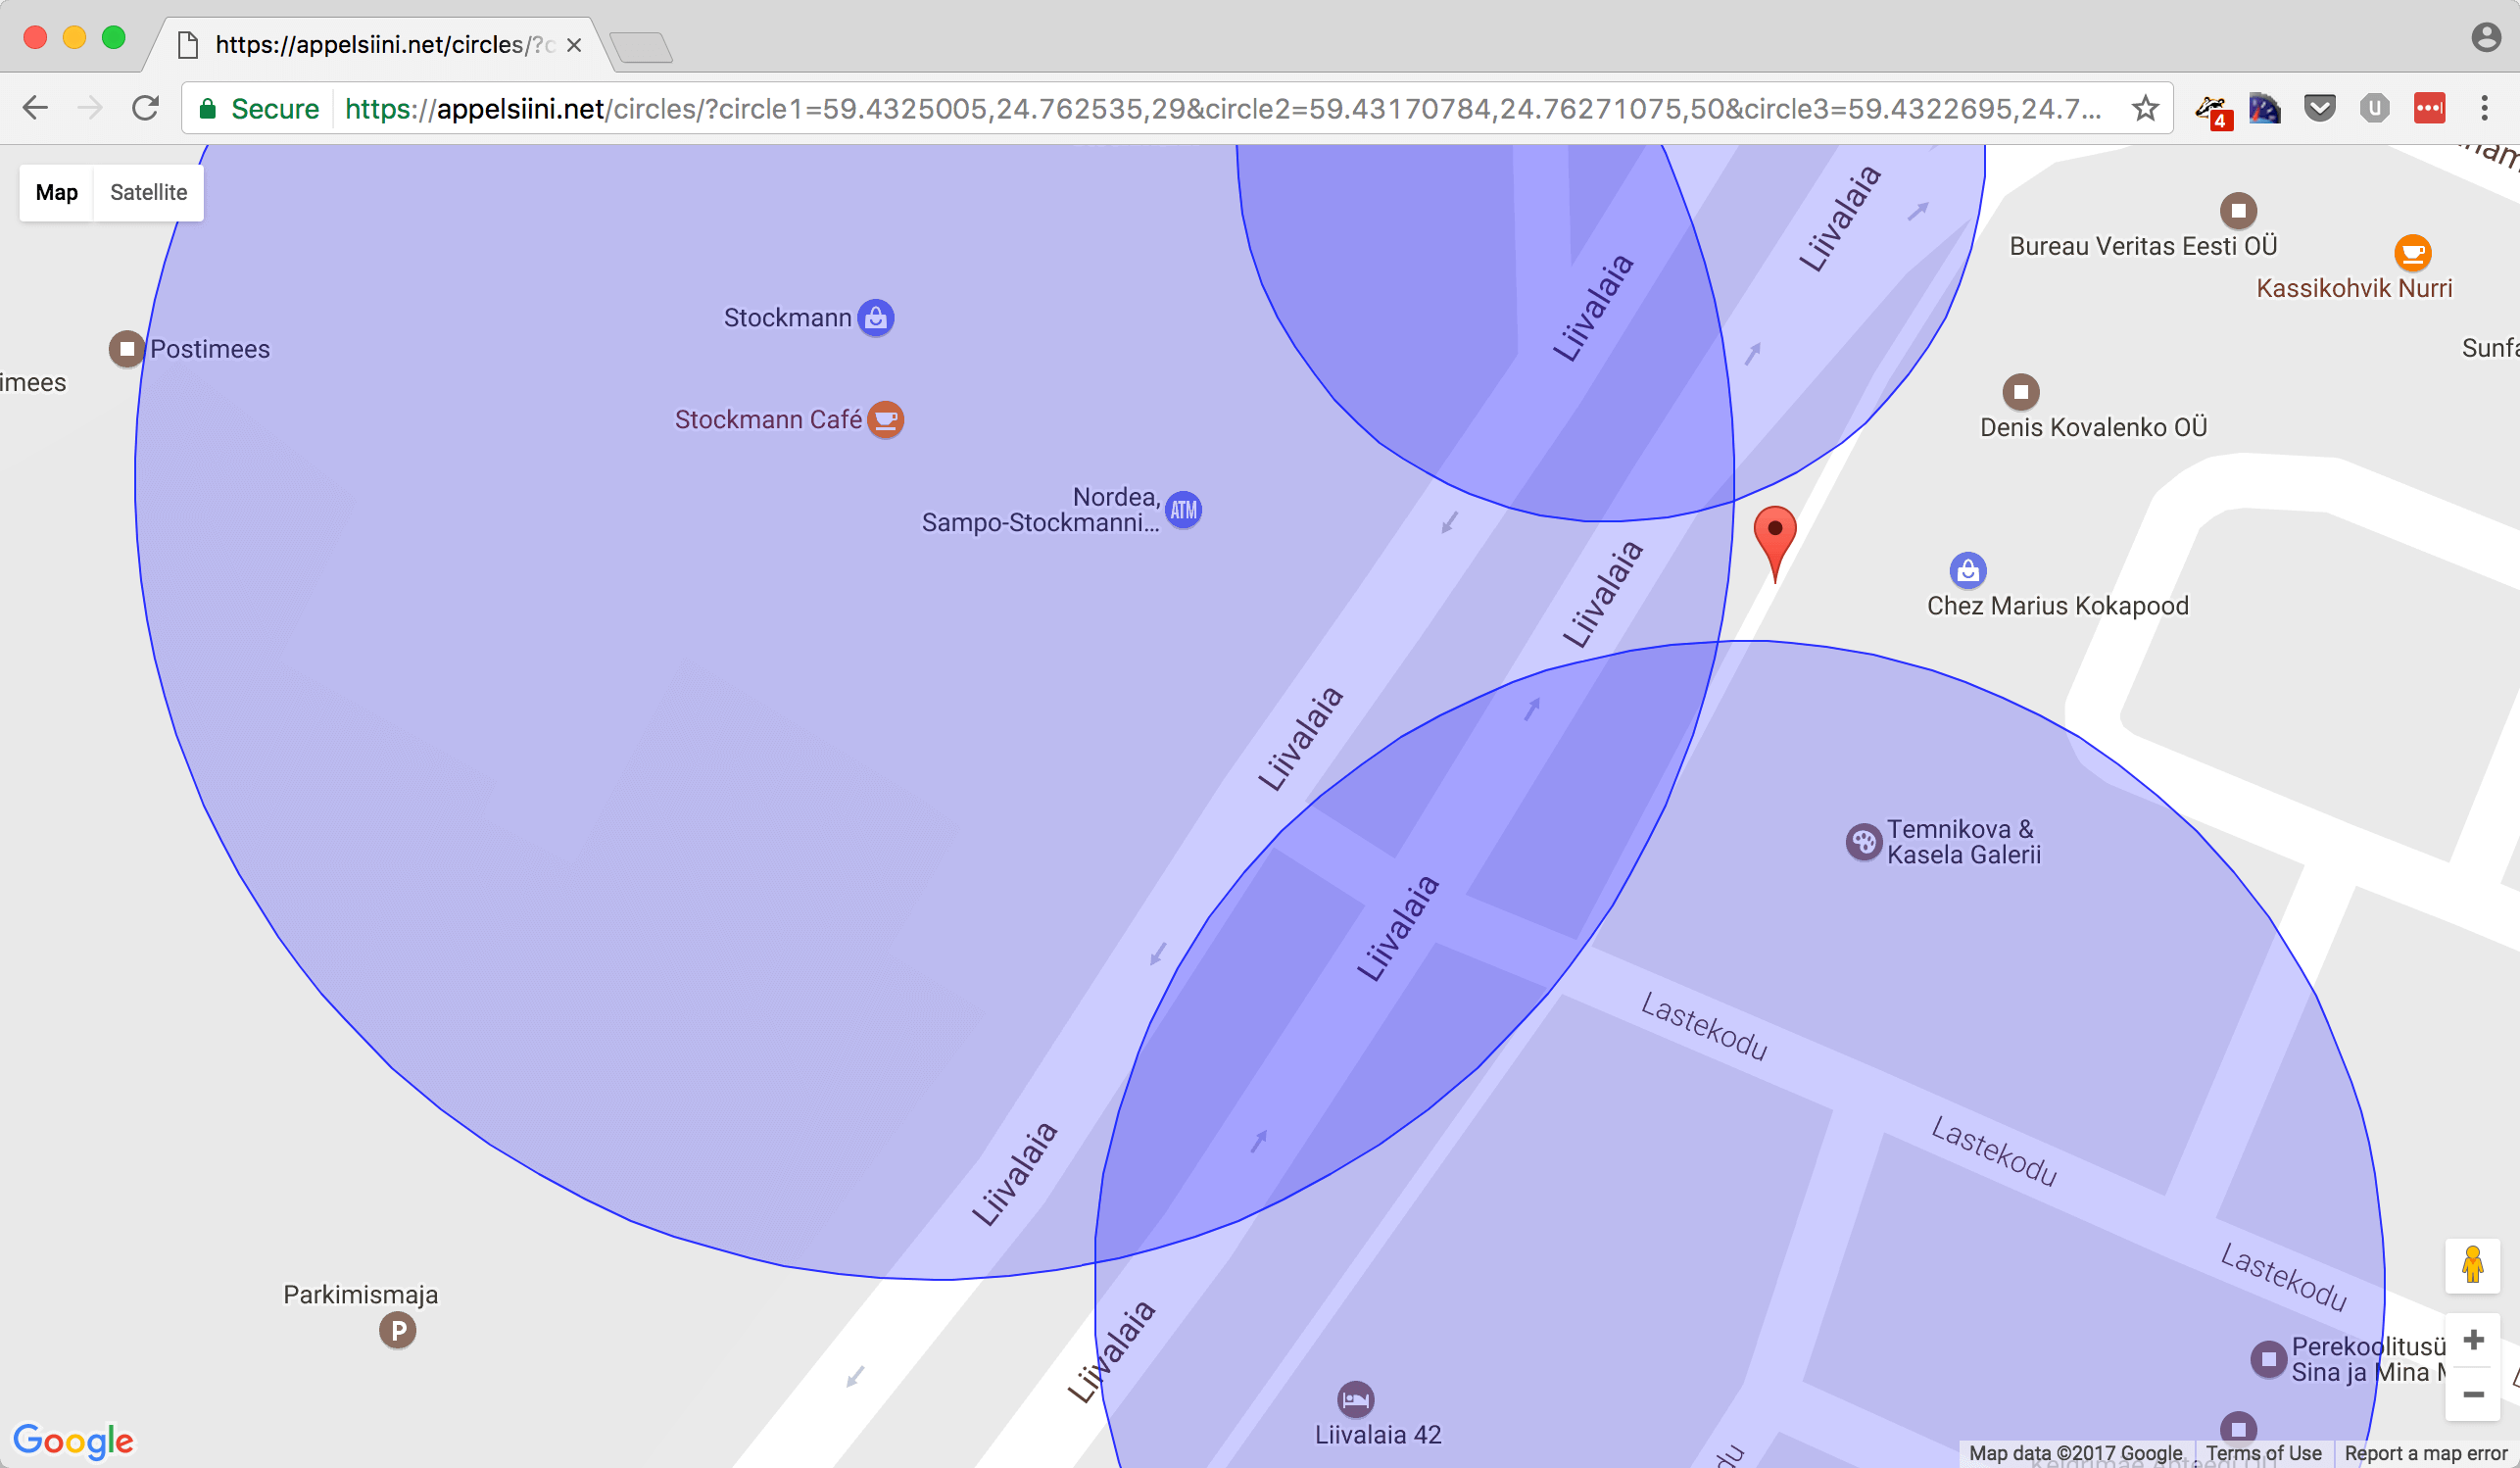 https://appelsiini.net/circles/?c
Secure https://appelsiini.net/circles/?circle1=59.4325005,24.762535,29&circle2=59.43170784,24.76271075,50&circle3=59.4322695,24.7...
4
Map Satellite
Liivalaia
Bureau Veritas Eesti OÜ
Kassikohvik Nurri
Liivalaia
Stockmann
Postimees
imees
Sunfa
Stockmann Café
Denis Kovalenko OÜ
Nordea,
Sampo-Stockmanni...
ATM
Liivalaia
Chez Marius Kokapood
Liivalaia
Temnikova &
Kasela Galerii
Liivalaia
Lastekodu
Lastekodu
Liivalaia
Lastekodu
Parkimismaja
P
Liivalaia
Perekoolitusü
Sina ja Mina M
Liivalaia 42
du
Google
Map data ©2017 Google Terms of Use Report a map error